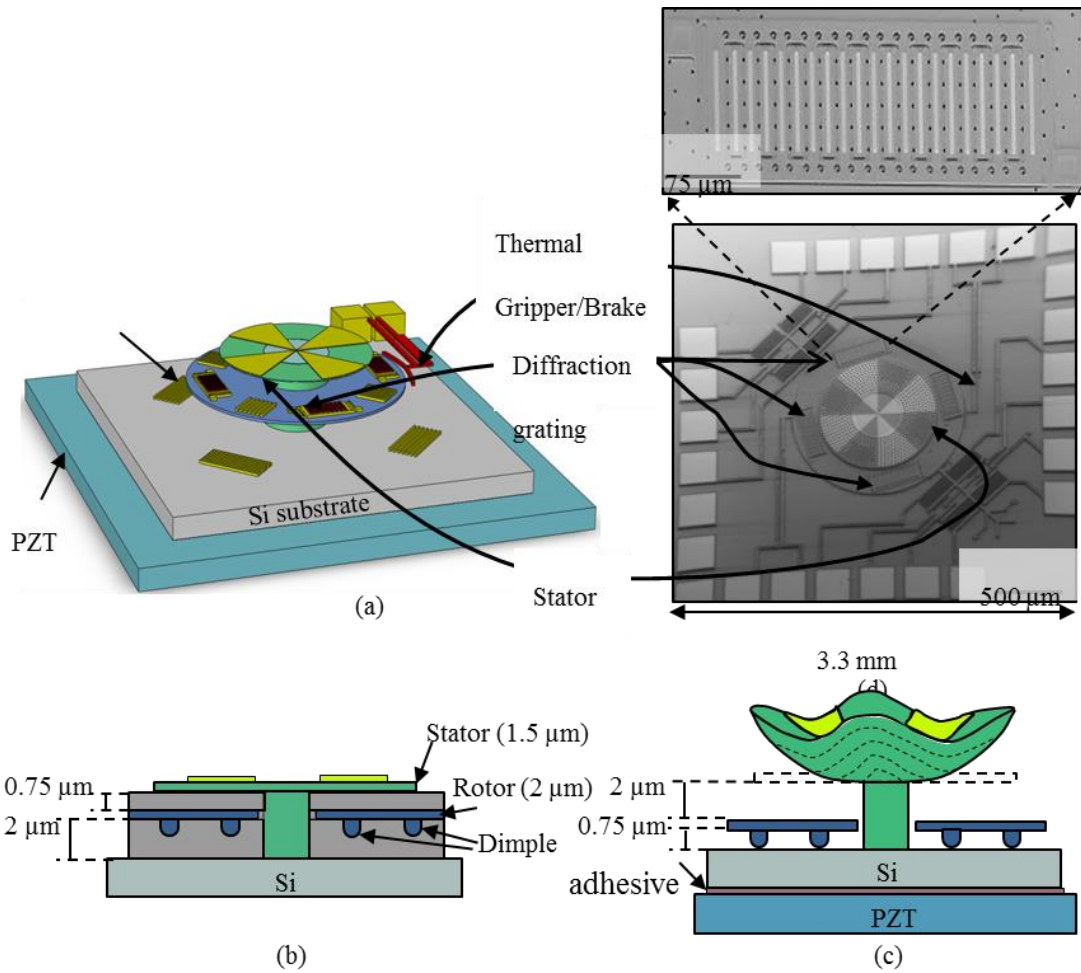 75 μm
Thermal
Gripper/Brake
Diffraction
grating
Si substrate
PZT
Stator
(a)
500 μm
3.3 mm
(d)
Stator (1.5 μm)
0.75 μm
Rotor (2 μm)
2 μm
Dimple
Si
(b)
2 μm
0.75 μm
Si
adhesive
PZT
(c)